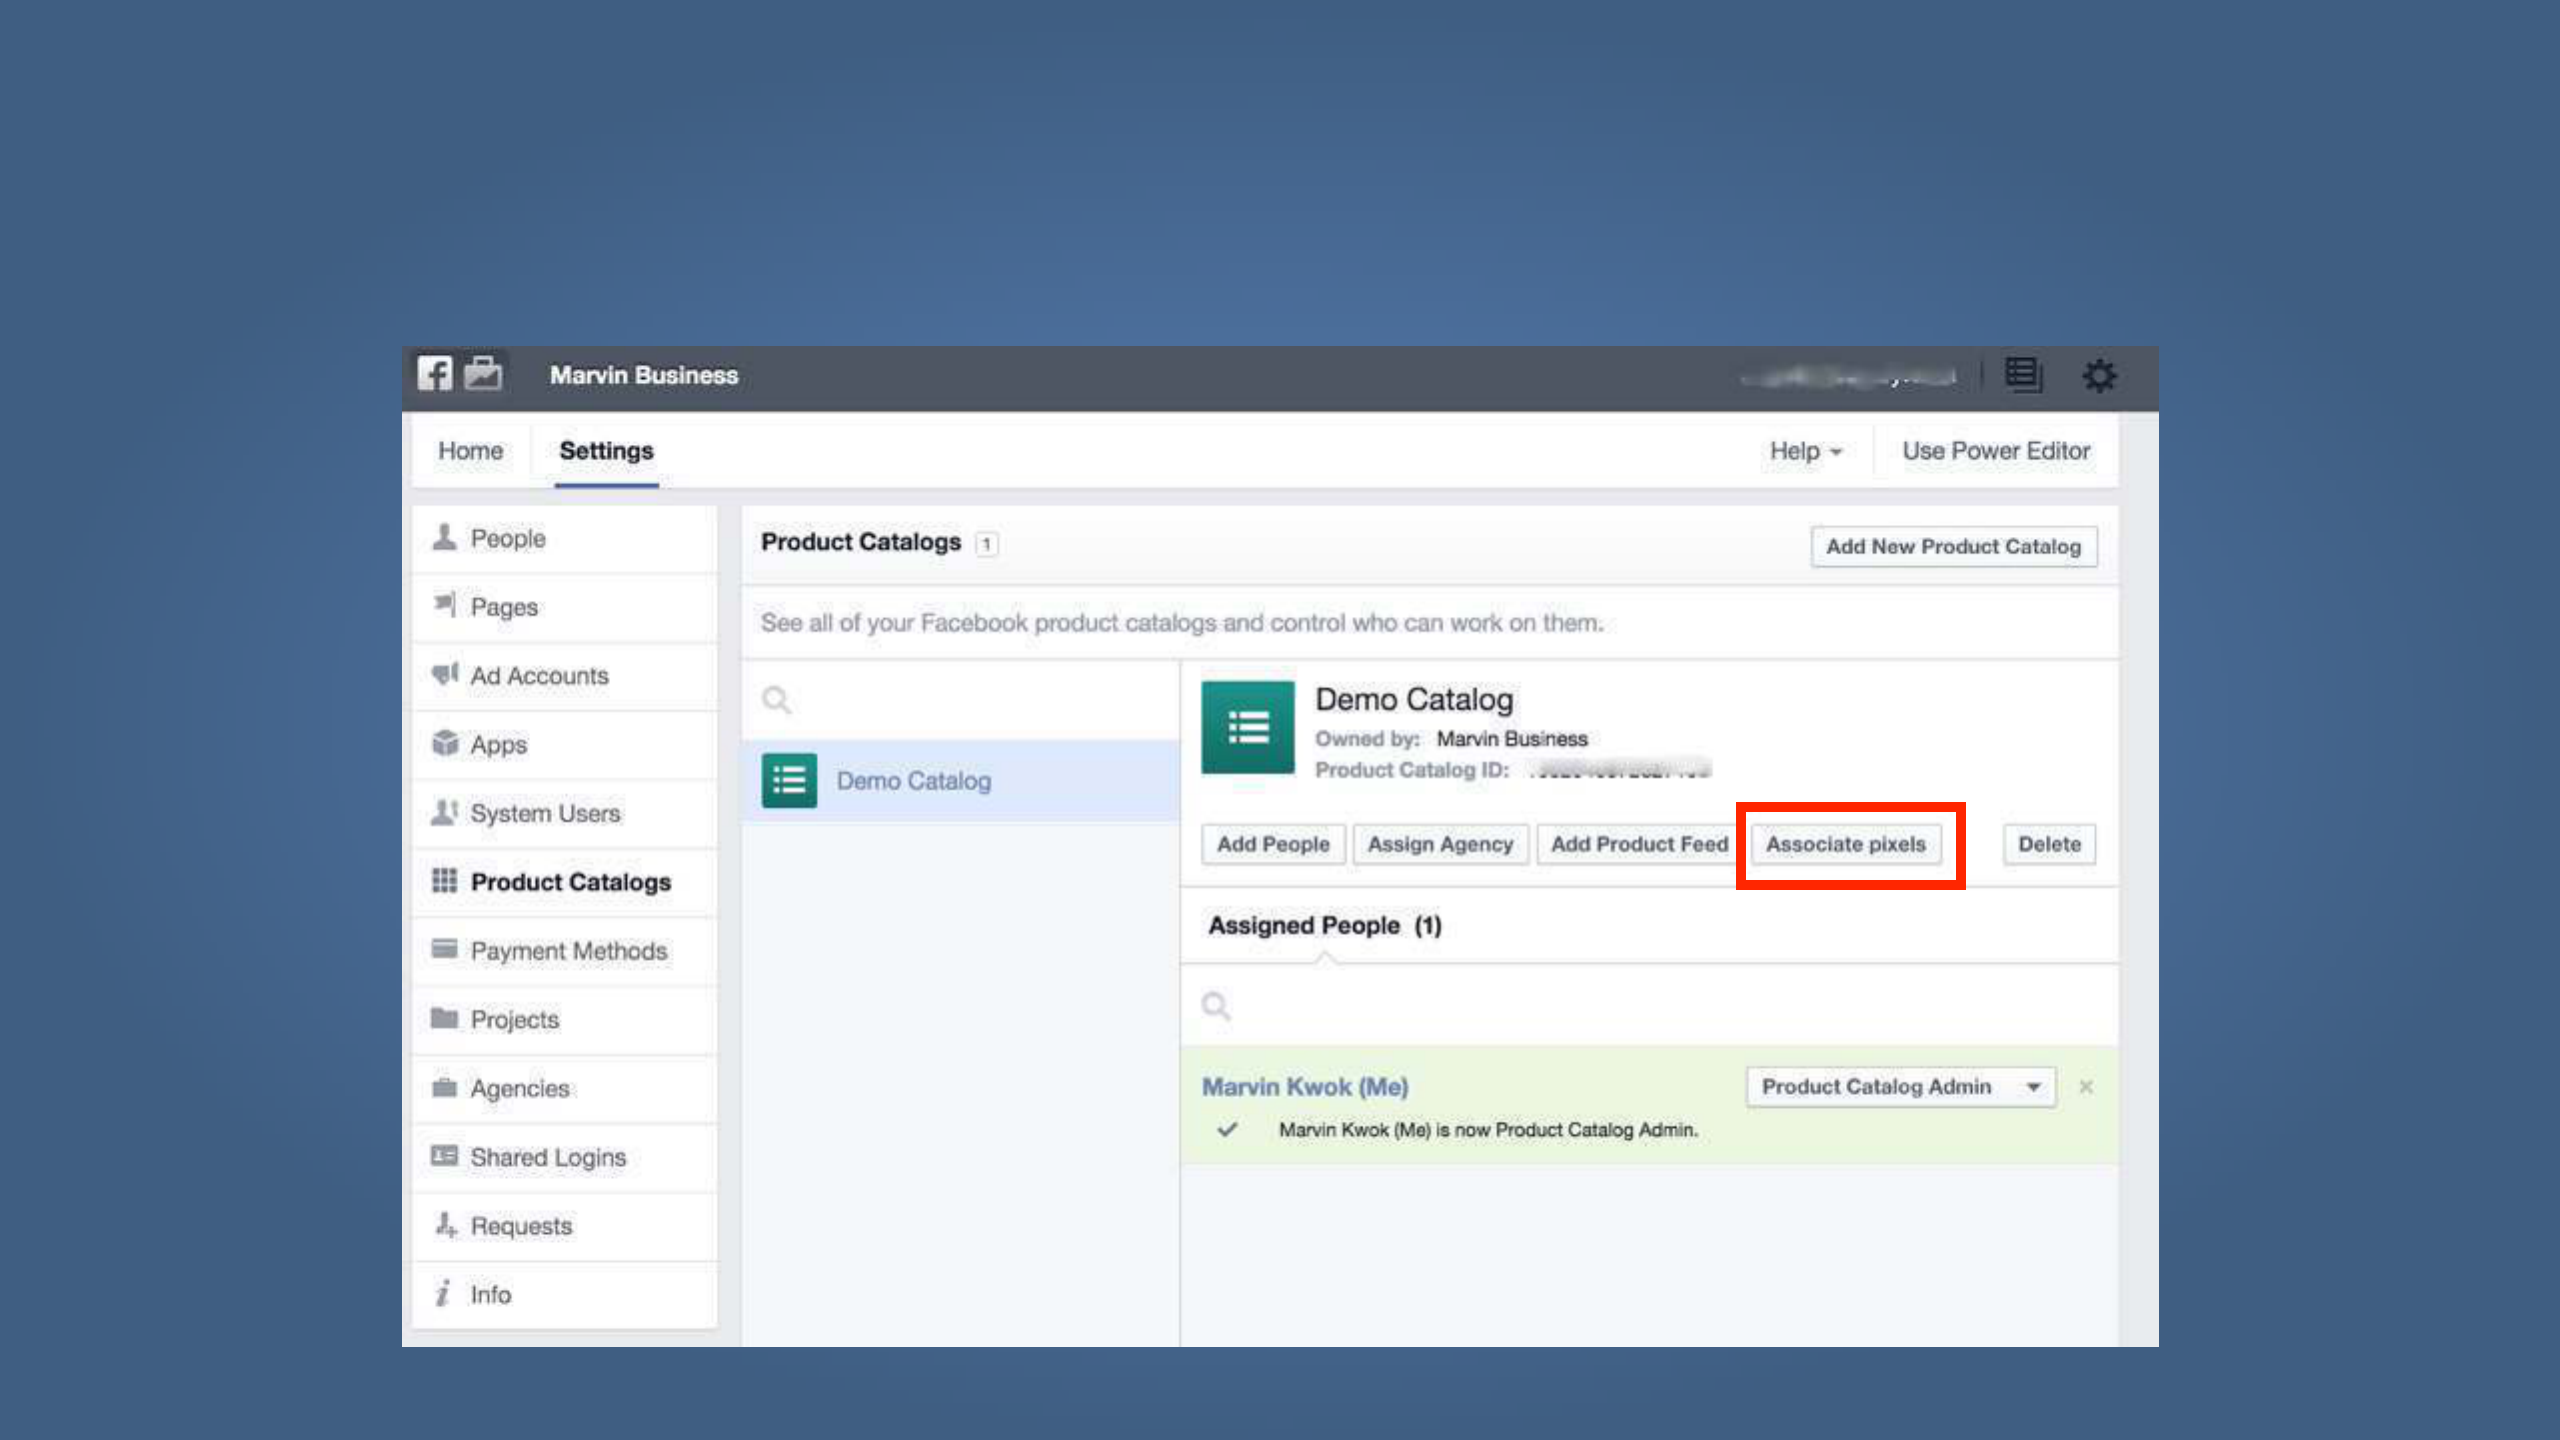 Marvin Business
Home
Settings
Help
Use Power Editor
People
Pages
Ad Accounts
Apps
System Users
Product Catalogs
Payment Methods
Projects
Agencies
Shared Logins
Requests
Info
Product Catalogs 1
Add New Product Catalog
See all of your Facebook product catalogs and control who can work on them.
Demo Catalog
Demo Catalog
Owned by: Marvin Business
Product Catalog ID:
Add People
Assign Agency
Add Product Feed
Associate pixels
Delete
Assigned People (1)
Marvin Kwok (Me)
Product Catalog Admin
Marvin Kwok (Me) is now Product Catalog Admin.